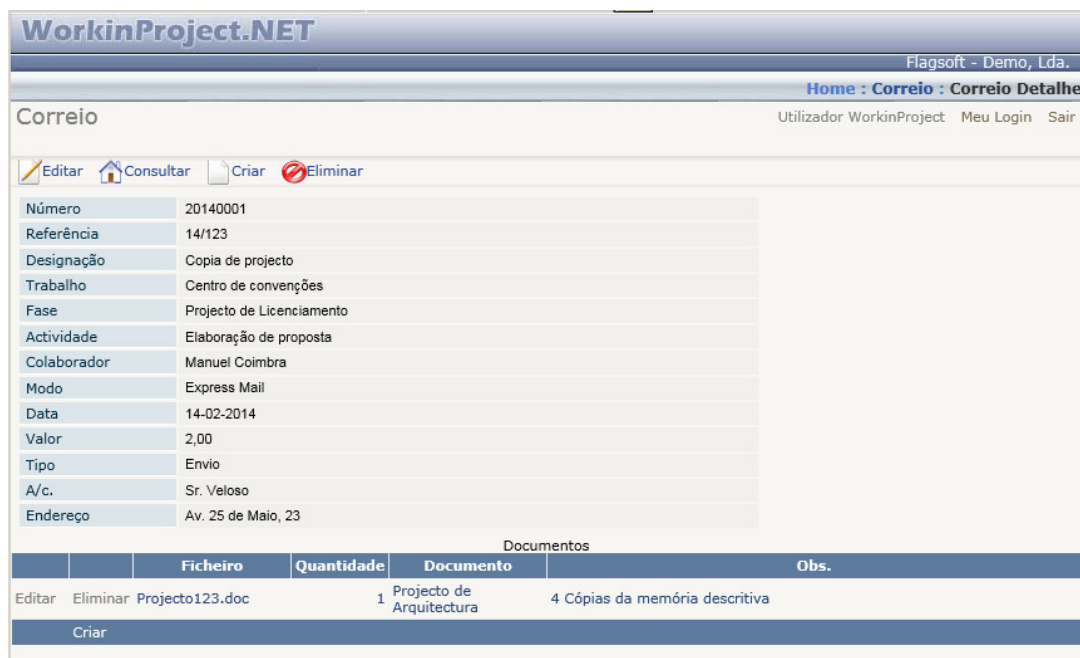 WorkinProject.NET
Flagsoft - Demo, Lda.
Home : Correio : Correio Detalhe
Correio
Utilizador WorkinProject Meu Login Sair
Editar Consultar Criar Eliminar
Número 20140001
Referência 14/123
Designação Copia de projecto
Trabalho Centro de convenções
Fase Projecto de Licenciamento
Actividade Elaboração de proposta
Colaborador Manuel Coimbra
Modo Express Mail
Data 14-02-2014
Valor 2,00
Tipo Envio
A/c. Sr. Veloso
Endereço Av. 25 de Maio, 23
Documentos
Ficheiro Quantidade Documento Obs.
Editar Eliminar Projecto123.doc 1 Projecto de
Arquitectura 4 Cópias da memória descritiva
Criar